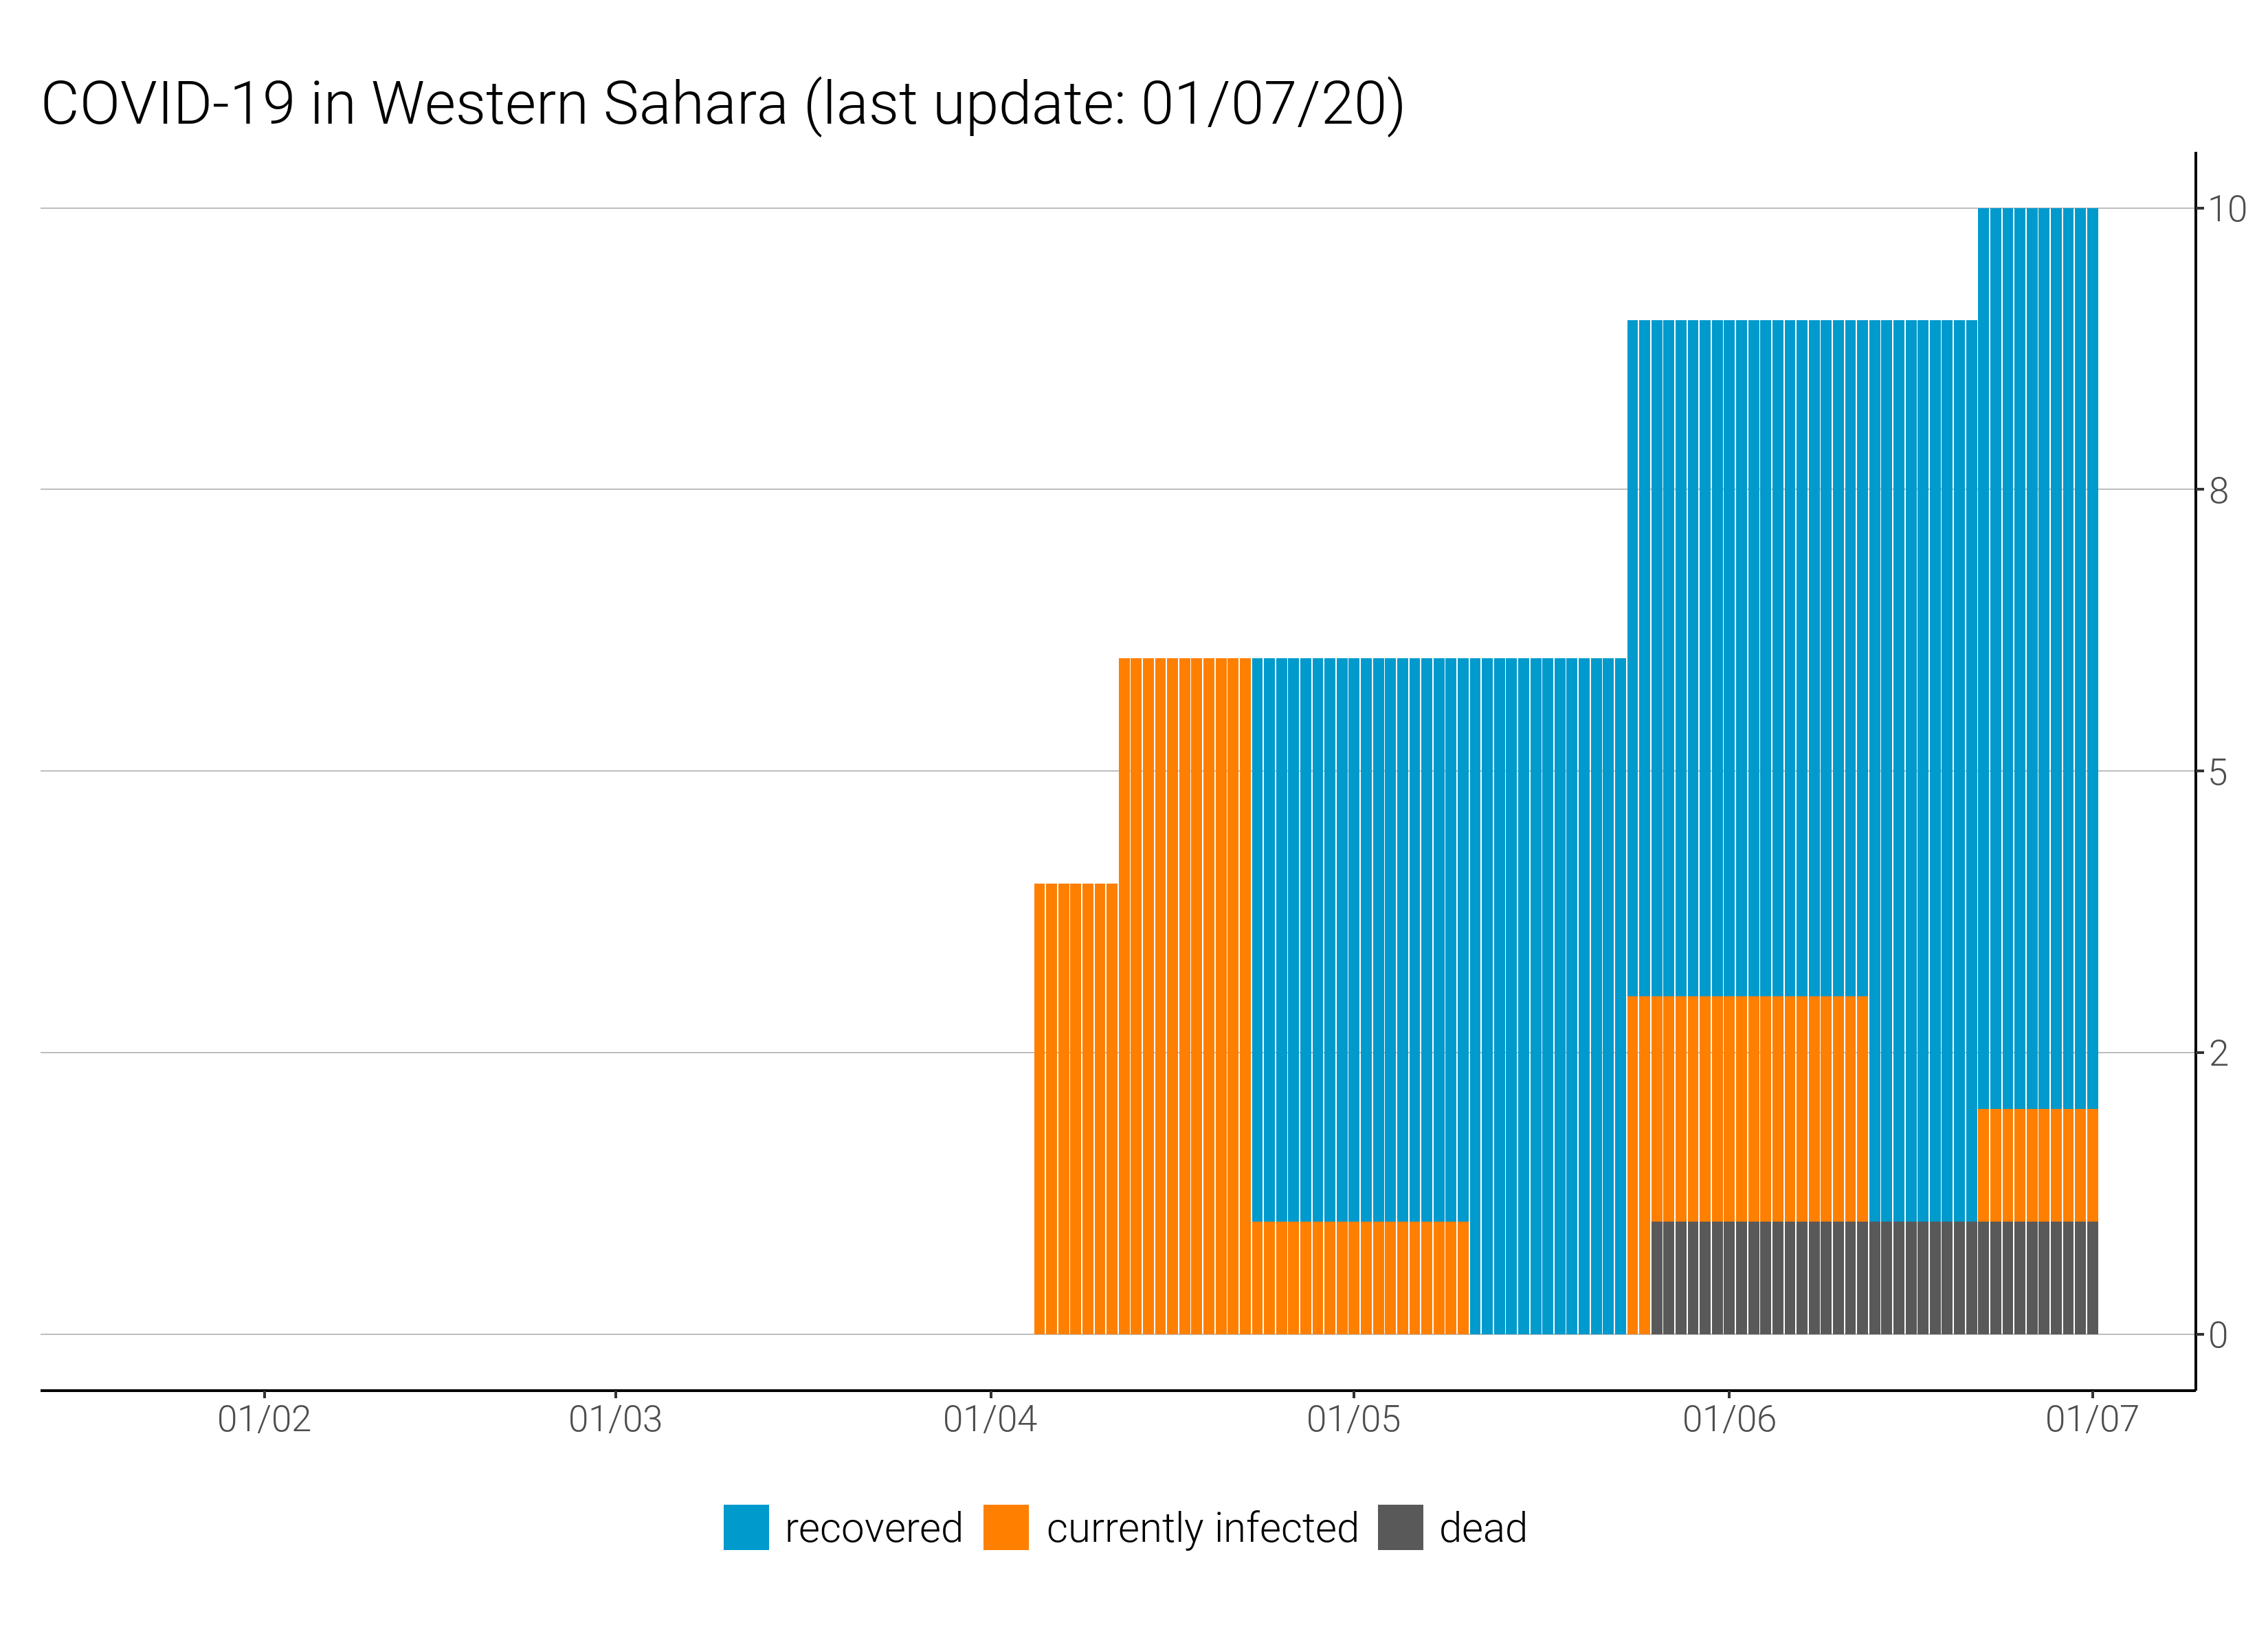 COVID-19 in Western Sahara (last update: 01/07/20)
10
8
5
2
0
01/02 01/03 01/04 01/05 01/06 01/07
recovered currently infected dead